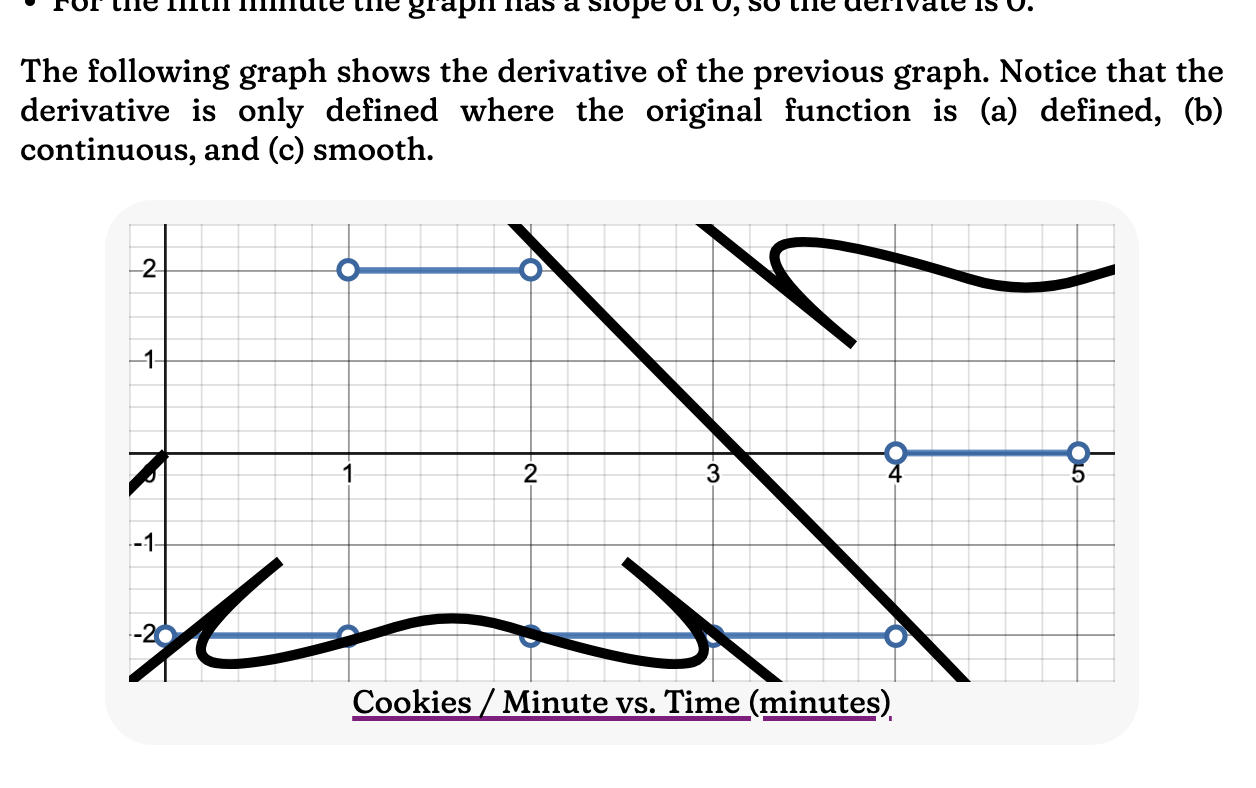 • For the fifth minute the graph has a slope of 0, so the derivate is 0.
The following graph shows the derivative of the previous graph. Notice that the
derivative is only defined where the original function is (a) defined, (b)
continuous, and (c) smooth.
2
1
0 1 2 3 4 5
-1
-2
Cookies / Minute vs. Time (minutes)